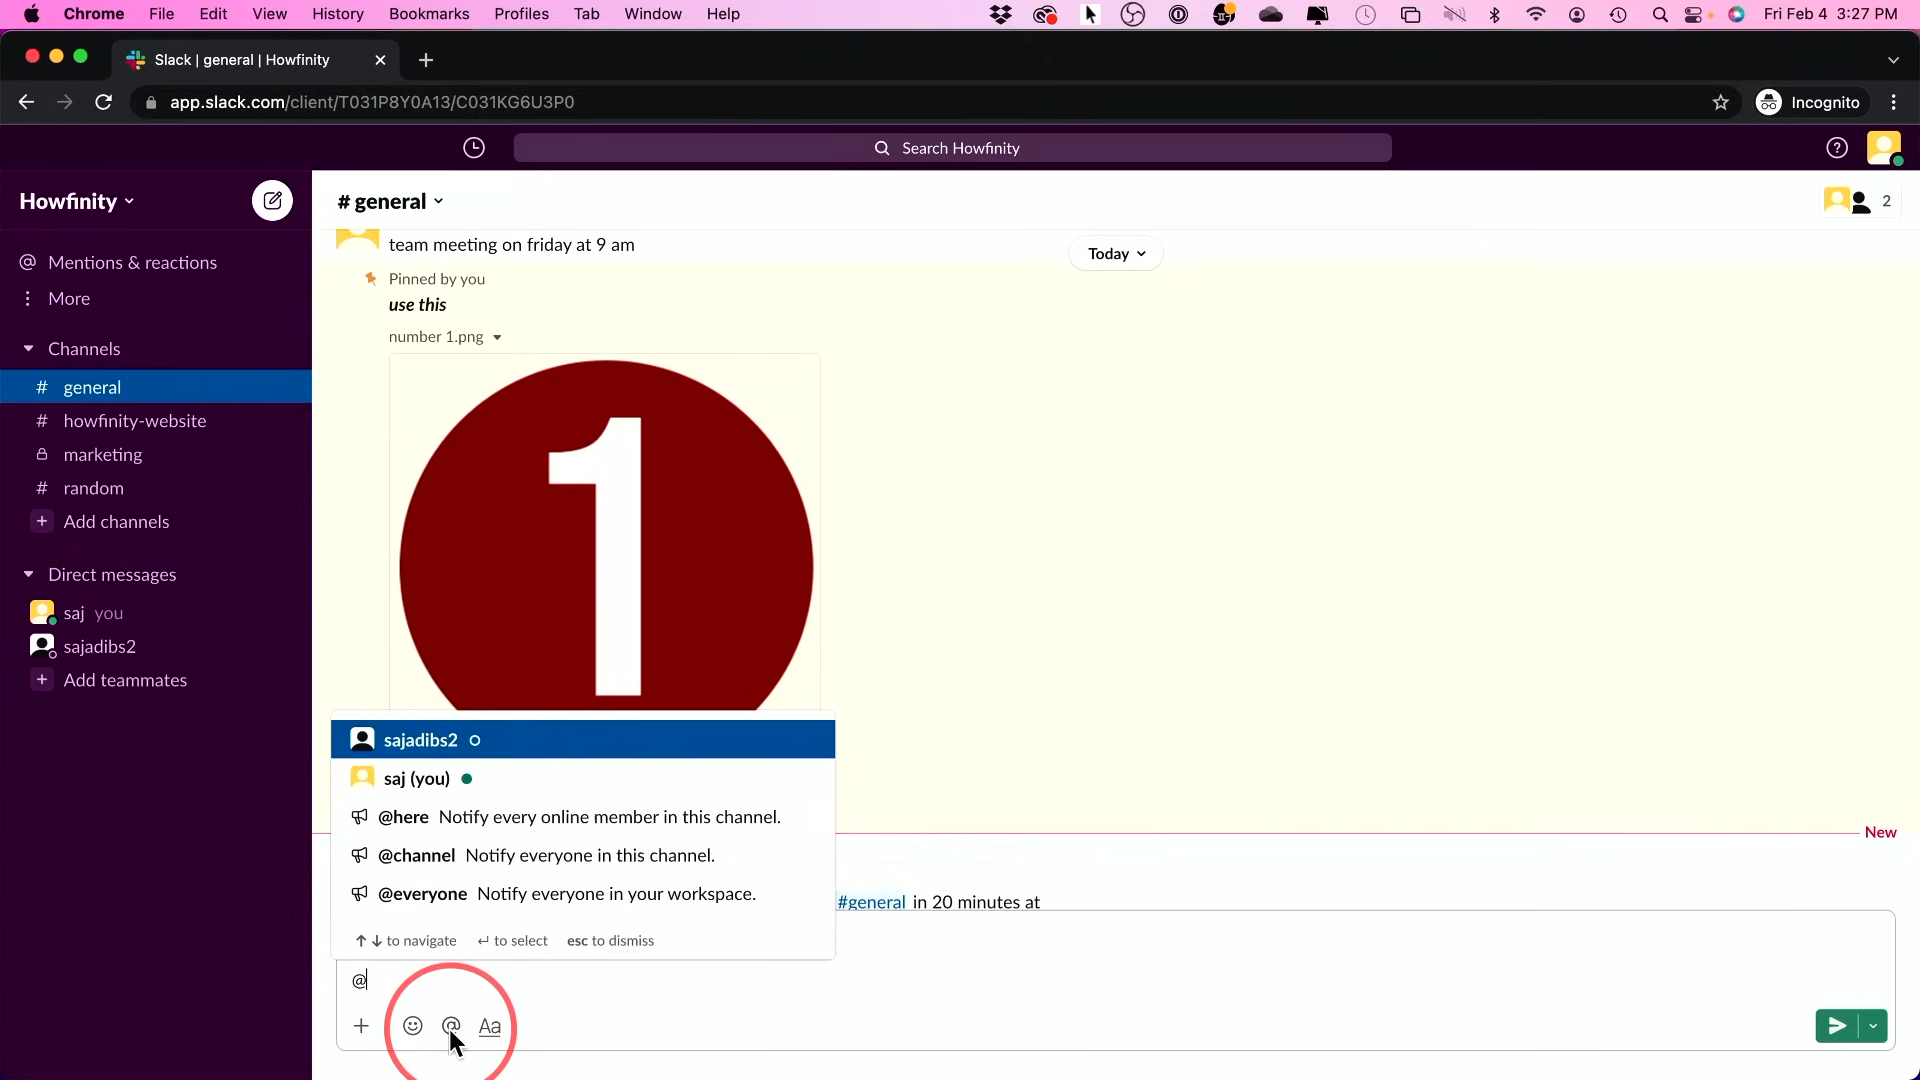 Chrome File Edit View History Bookmarks Profiles Tab Window Help Fri Feb 4 3:27 PM
Slack | general | Howfinity
app.slack.com/client/T031P8Y0A13/C031KG6U3P0 Incognito
Search Howfinity
Howfinity
# general 2
team meeting on friday at 9 am
Today
Mentions & reactions
More
Channels
# general
# howfinity-website
marketing
# random
+ Add channels
Direct messages
saj you
sajadibs2
+ Add teammates
Pinned by you
use this
number 1.png
1
sajadibs2
saj (you)
@here Notify every online member in this channel.
@channel Notify everyone in this channel.
@everyone Notify everyone in your workspace.
↑ ↓ to navigate ↵ to select esc to dismiss
New
#general in 20 minutes at
@
+ @ Aa